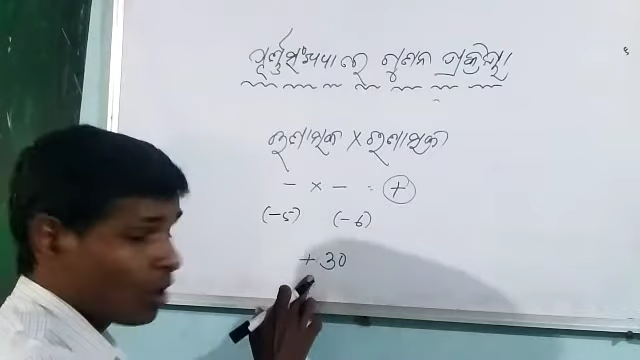 ପୂର୍ଣ୍ଣସଂଖ୍ୟାରେ ଗୁଣନ ପ୍ରକ୍ରିୟା
ଋଣାତ୍ମକ × ଋଣାତ୍ମକ
- × - = +
(-5) (-6)
+30